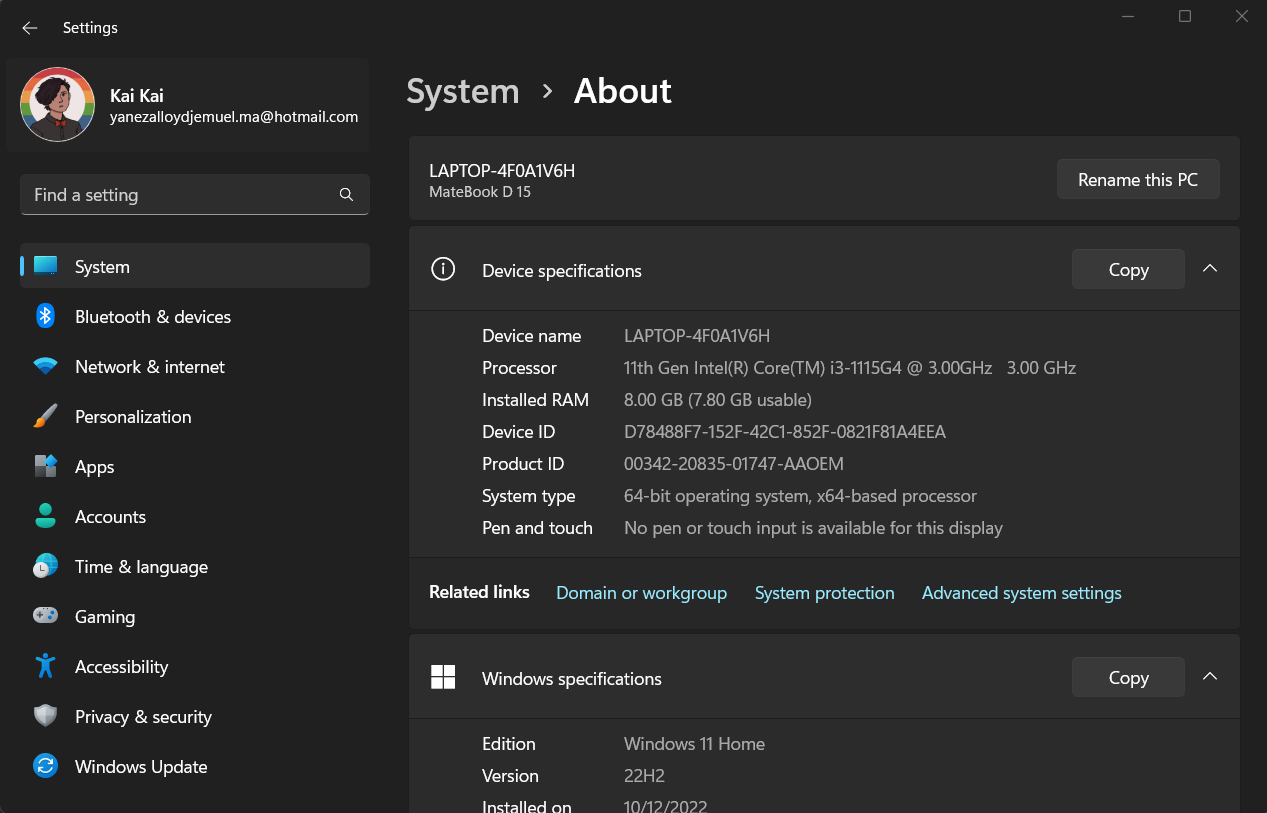 Settings
Kai Kai
yanezalloydjemuel.ma@hotmail.com
Find a setting
System
Bluetooth & devices
Network & internet
Personalization
Apps
Accounts
Time & language
Gaming
Accessibility
Privacy & security
Windows Update
System > About
LAPTOP-4F0A1V6H
MateBook D 15
Rename this PC
Device specifications
Copy
Device name LAPTOP-4F0A1V6H
Processor 11th Gen Intel(R) Core(TM) i3-1115G4 @ 3.00GHz 3.00 GHz
Installed RAM 8.00 GB (7.80 GB usable)
Device ID D78488F7-152F-42C1-852F-0821F81A4EEA
Product ID 00342-20835-01747-AAOEM
System type 64-bit operating system, x64-based processor
Pen and touch No pen or touch input is available for this display
Related links Domain or workgroup System protection Advanced system settings
Windows specifications
Copy
Edition Windows 11 Home
Version 22H2
Installed on 10/12/2022